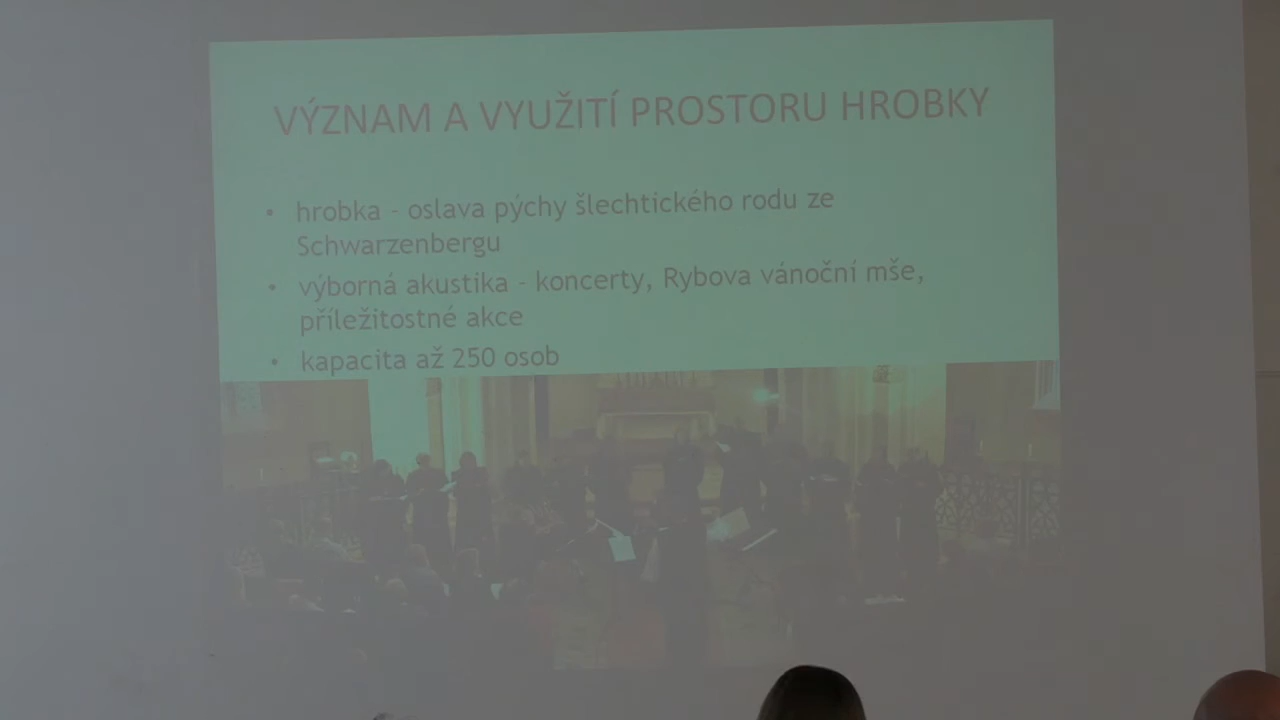 VÝZNAM A VYUŽITÍ PROSTORU HROBKY
• hrobka - oslava pýchy šlechtického rodu ze
Schwarzenbergu
• výborná akustika - koncerty, Rybova vánoční mše,
příležitostné akce
• kapacita až 250 osob